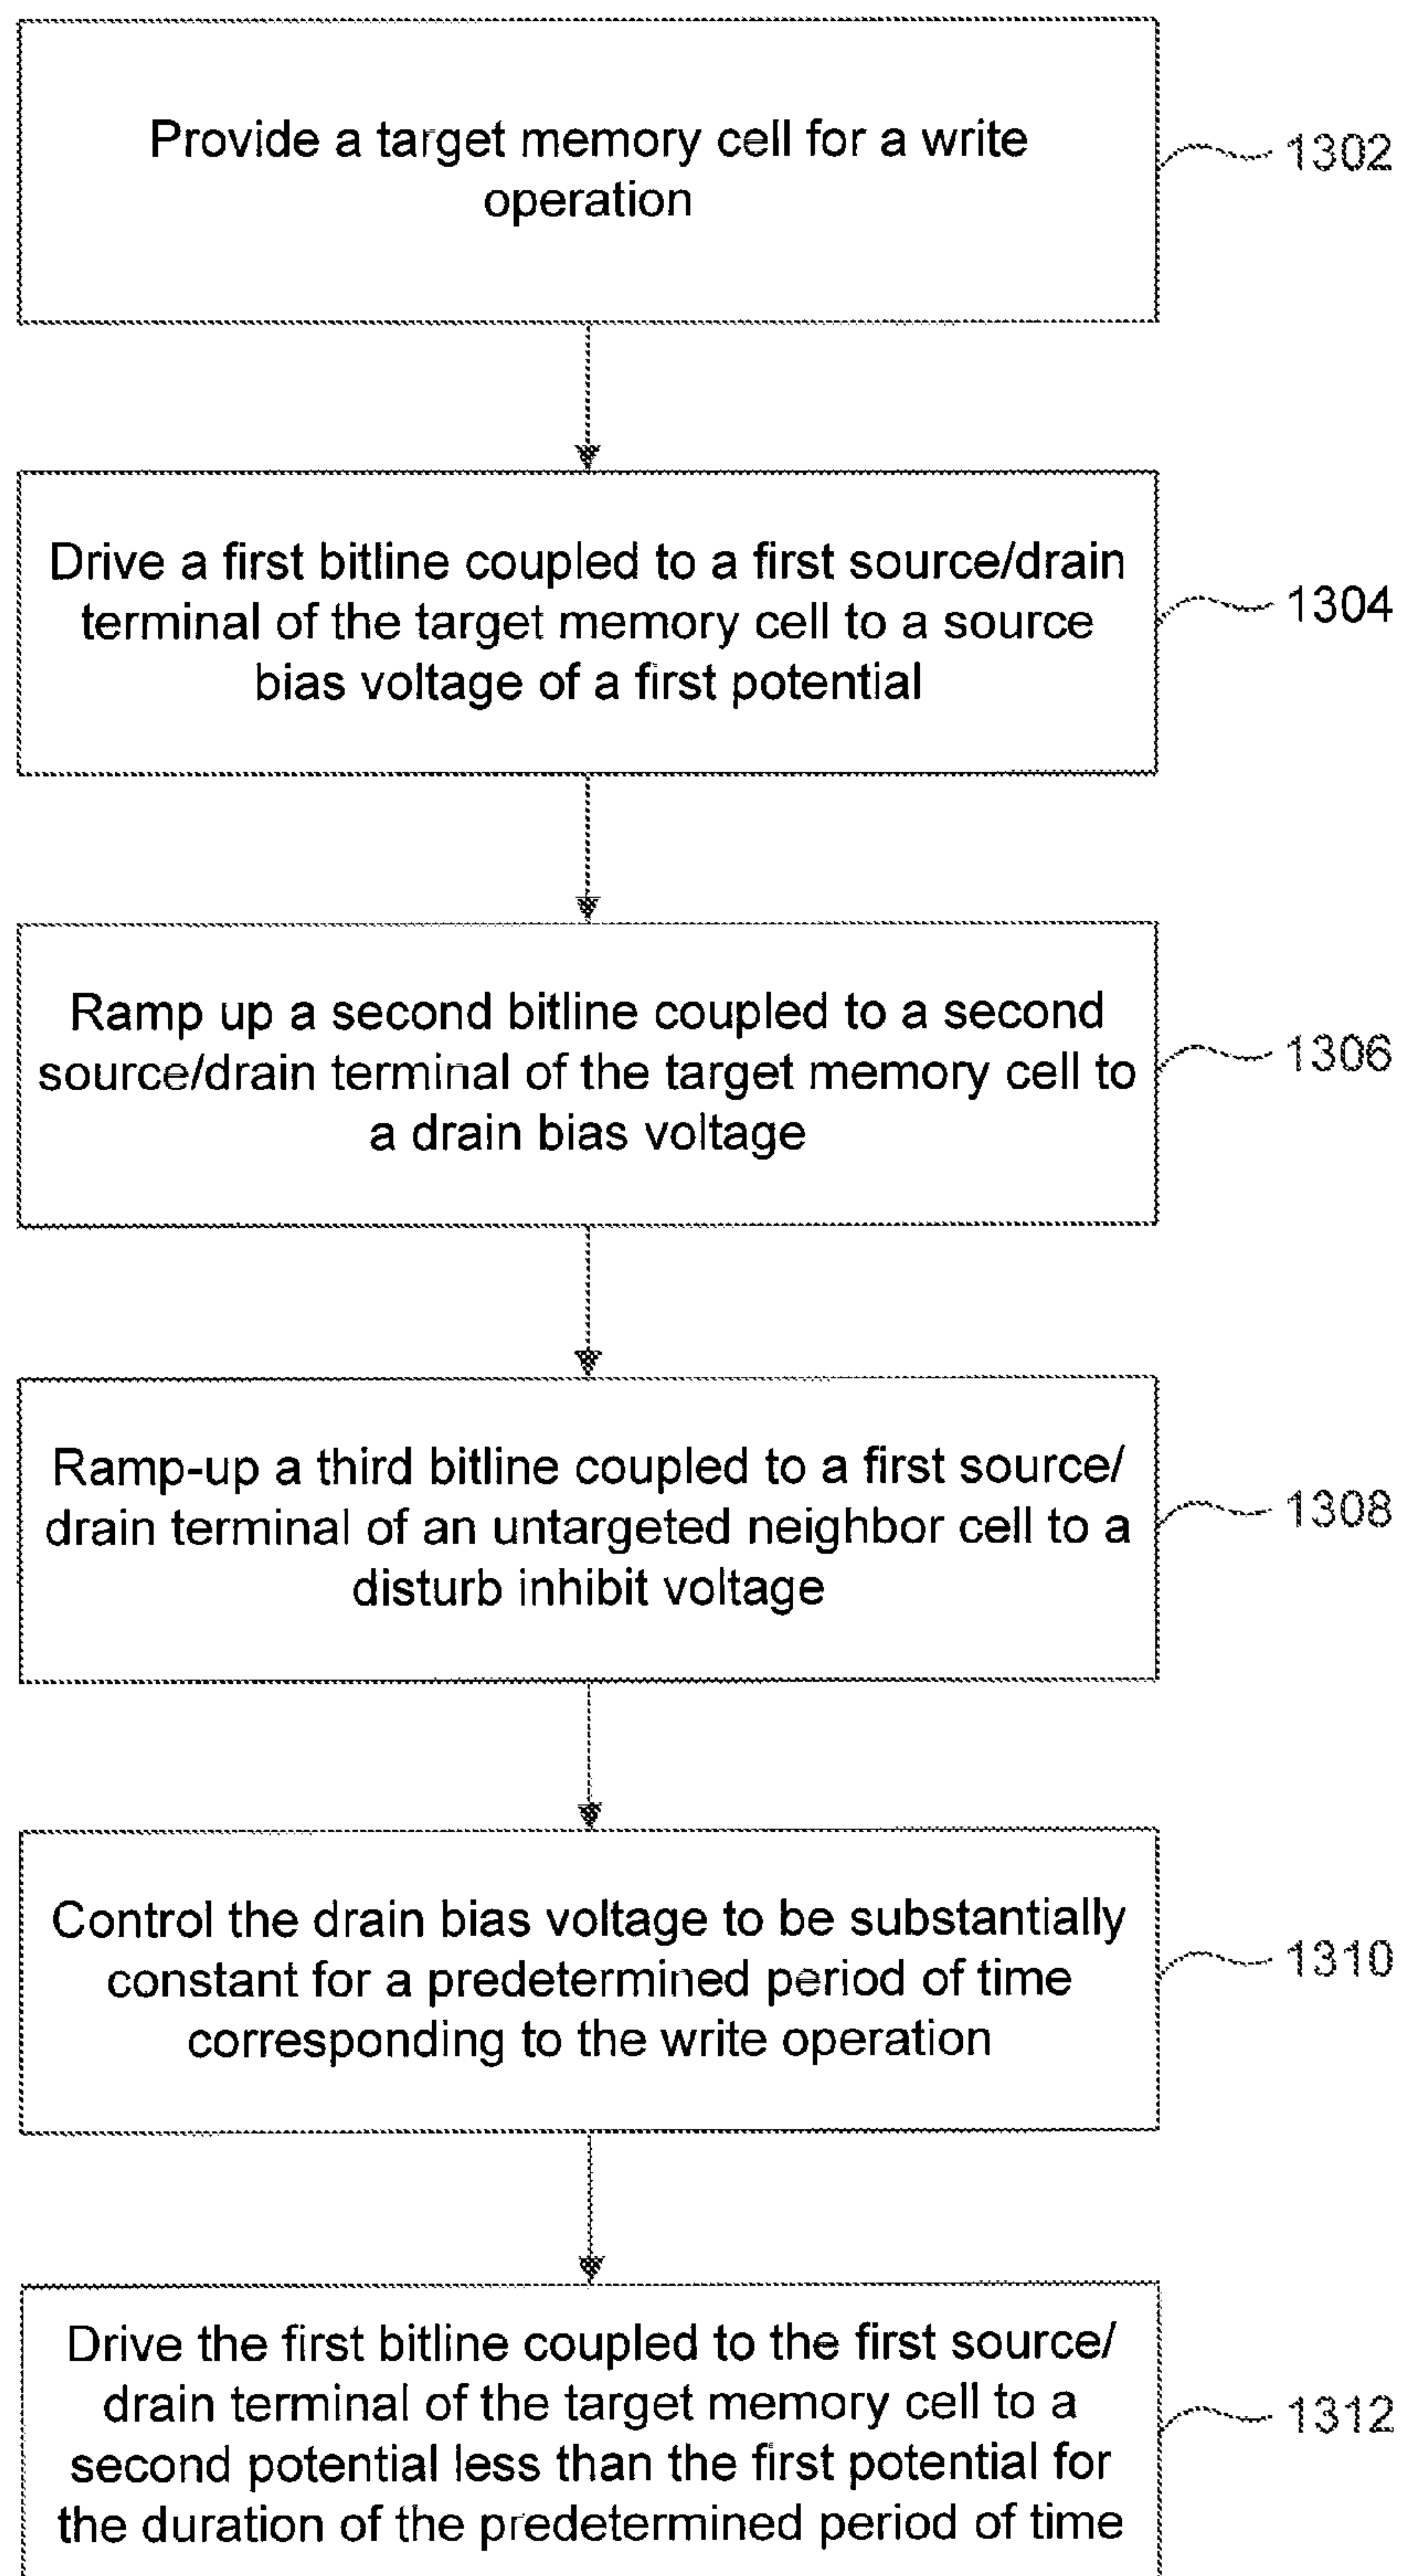 Provide a target memory cell for a write
operation
1302
Drive a first bitline coupled to a first source/drain
terminal of the target memory cell to a source
bias voltage of a first potential
1304
Ramp up a second bitline coupled to a second
source/drain terminal of the target memory cell to
a drain bias voltage
1306
Ramp-up a third bitline coupled to a first source/
drain terminal of an untargeted neighbor cell to a
disturb inhibit voltage
1308
Control the drain bias voltage to be substantially
constant for a predetermined period of time
corresponding to the write operation
1310
Drive the first bitline coupled to the first source/
drain terminal of the target memory cell to a
second potential less than the first potential for
the duration of the predetermined period of time
1312